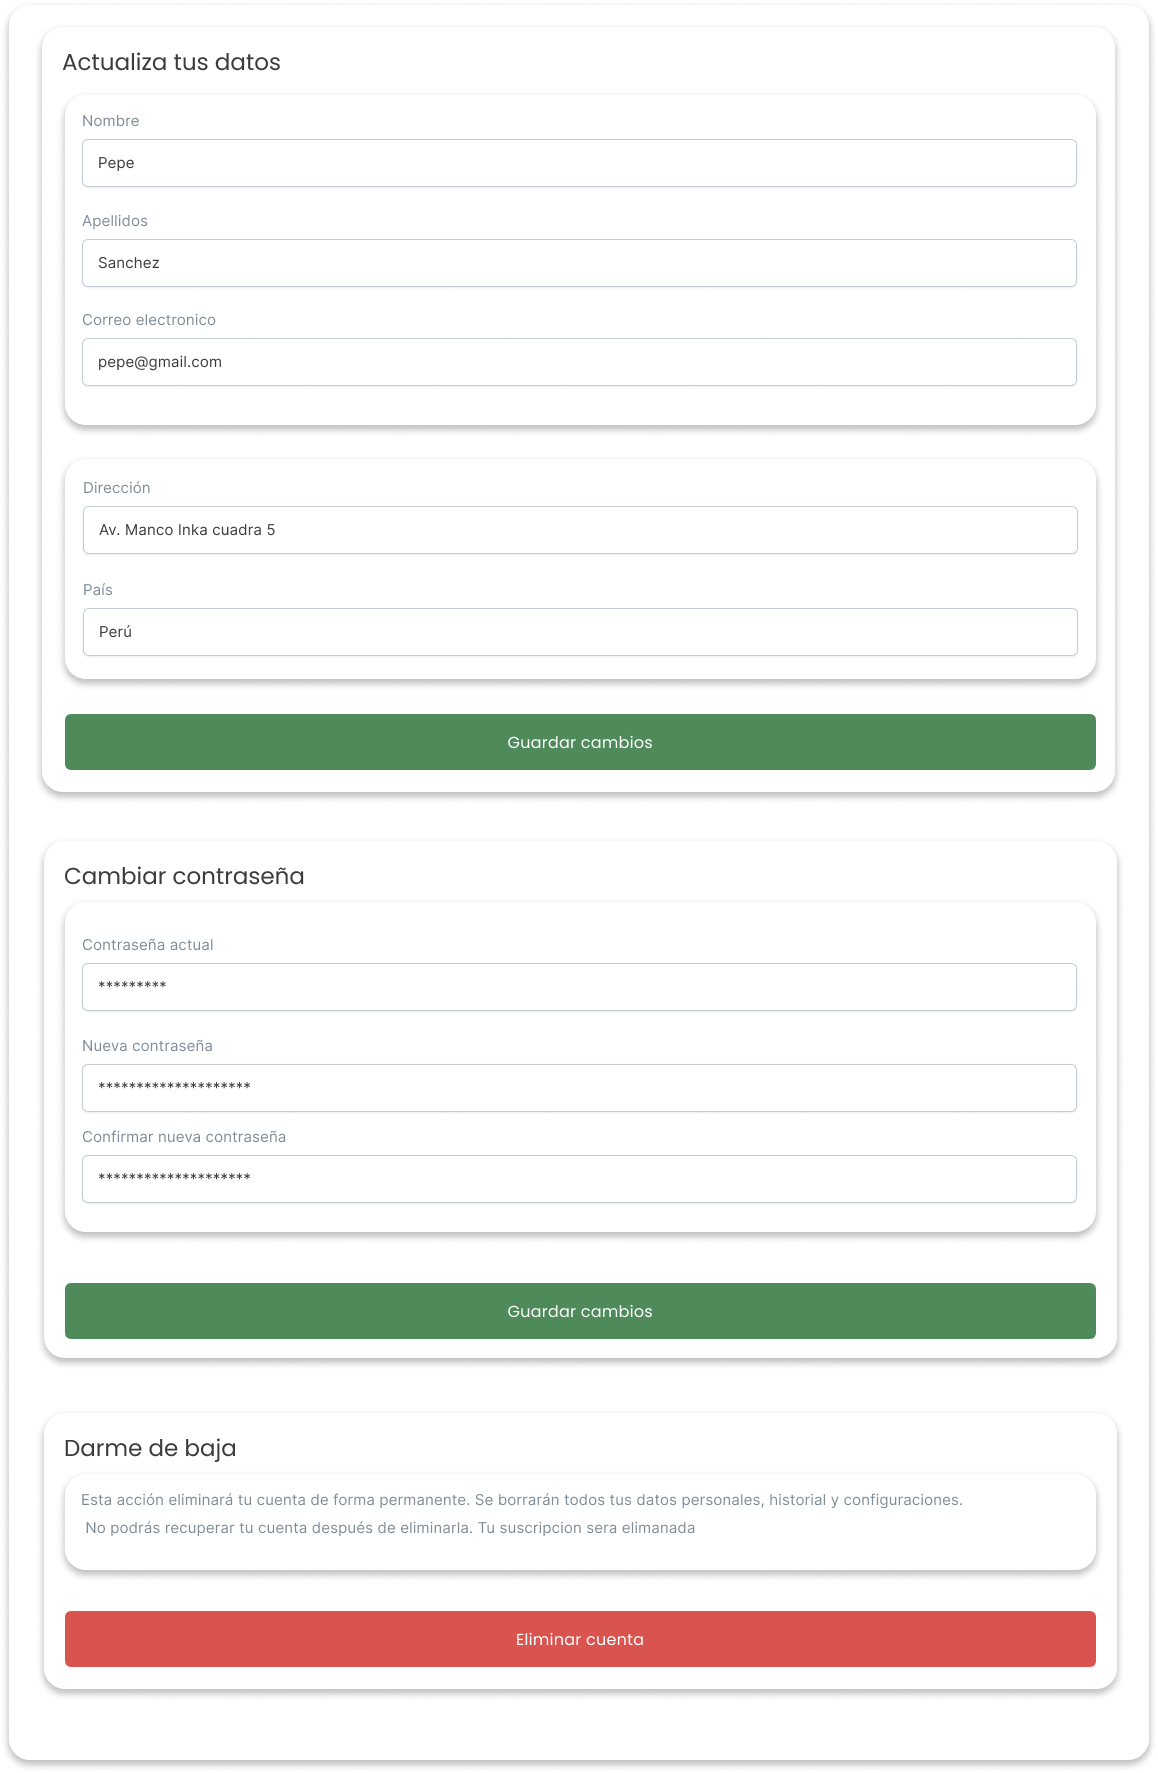 Actualiza tus datos
Nombre
Pepe
Apellidos
Sanchez
Correo electronico
pepe@gmail.com
Dirección
Av. Manco Inka cuadra 5
País
Perú
Guardar cambios
Cambiar contraseña
Contraseña actual
*********
Nueva contraseña
********************
Confirmar nueva contraseña
********************
Guardar cambios
Darme de baja
Esta acción eliminará tu cuenta de forma permanente. Se borrarán todos tus datos personales, historial y configuraciones.
No podrás recuperar tu cuenta después de eliminarla. Tu suscripcion sera elimanada
Eliminar cuenta